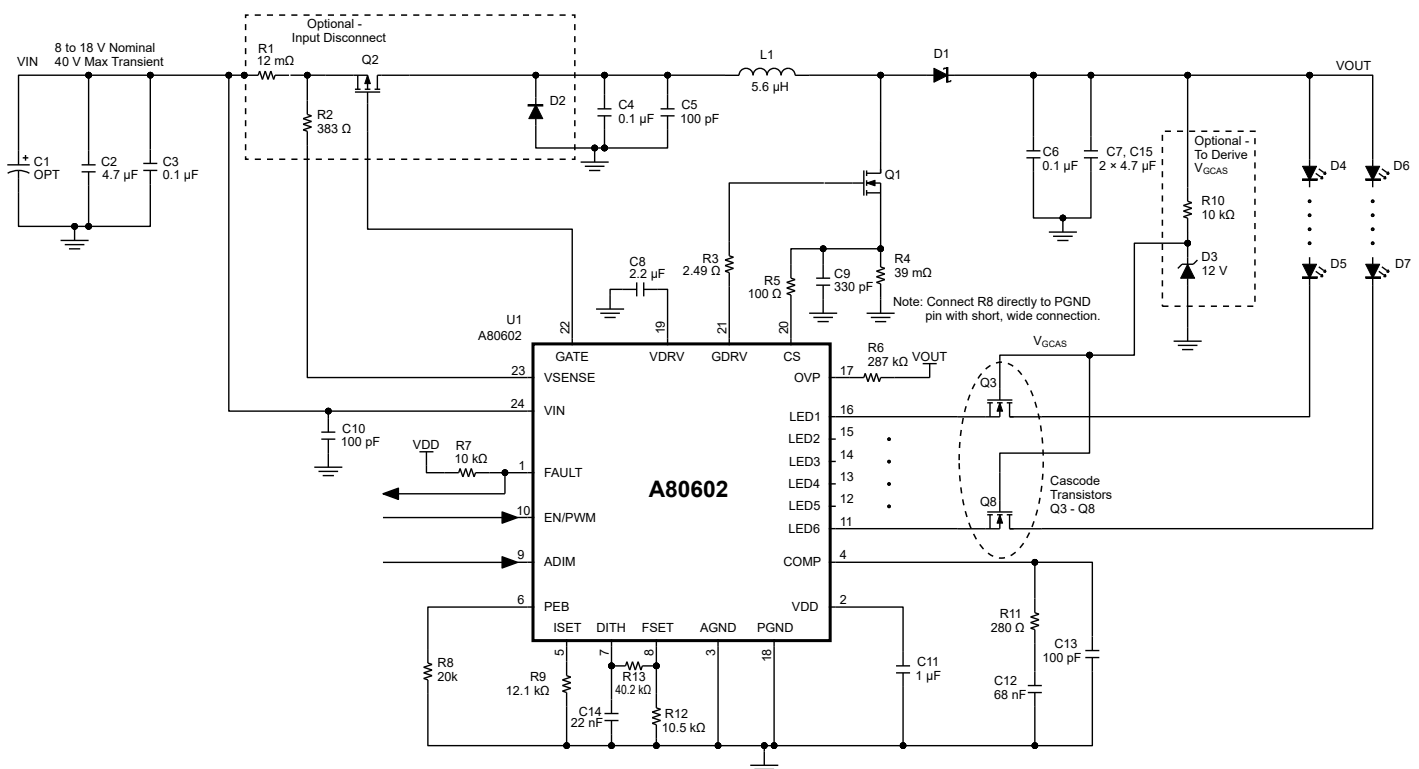 8 to 18 V Nominal
40 V Max Transient
VIN
Optional -
Input Disconnect
R1
12 mΩ
Q2
R2
383 Ω
D2
C4
0.1 µF
C5
100 pF
L1
5.6 µH
D1
VOUT
+
C1
OPT
C2
4.7 µF
C3
0.1 µF
C6
0.1 µF
C7, C15
2 × 4.7 µF
Optional -
To Derive
VGCAS
R10
10 kΩ
D3
12 V
D4
D6
D5
D7
Q1
R3
2.49 Ω
C8
2.2 µF
R5
100 Ω
C9
330 pF
R4
39 mΩ
Note: Connect R8 directly to PGND
pin with short, wide connection.
U1
A80602
22
19
21
20
GATE
VDRV
GDRV
CS
VGCAS
R6
287 kΩ
VOUT
23
VSENSE
OVP
17
24
VIN
Q3
LED1
16
C10
100 pF
LED2
15
VDD
R7
10 kΩ
1
FAULT
LED3
14
A80602
LED4
13
LED5
12
Q8
Cascode
Transistors
Q3 - Q8
10
EN/PWM
LED6
11
9
ADIM
COMP
4
6
PEB
VDD
2
ISET
DITH
FSET
AGND
PGND
5
7
8
3
18
R8
20k
R9
12.1 kΩ
R13
40.2 kΩ
C14
22 nF
R12
10.5 kΩ
C11
1 µF
R11
280 Ω
C12
68 nF
C13
100 pF